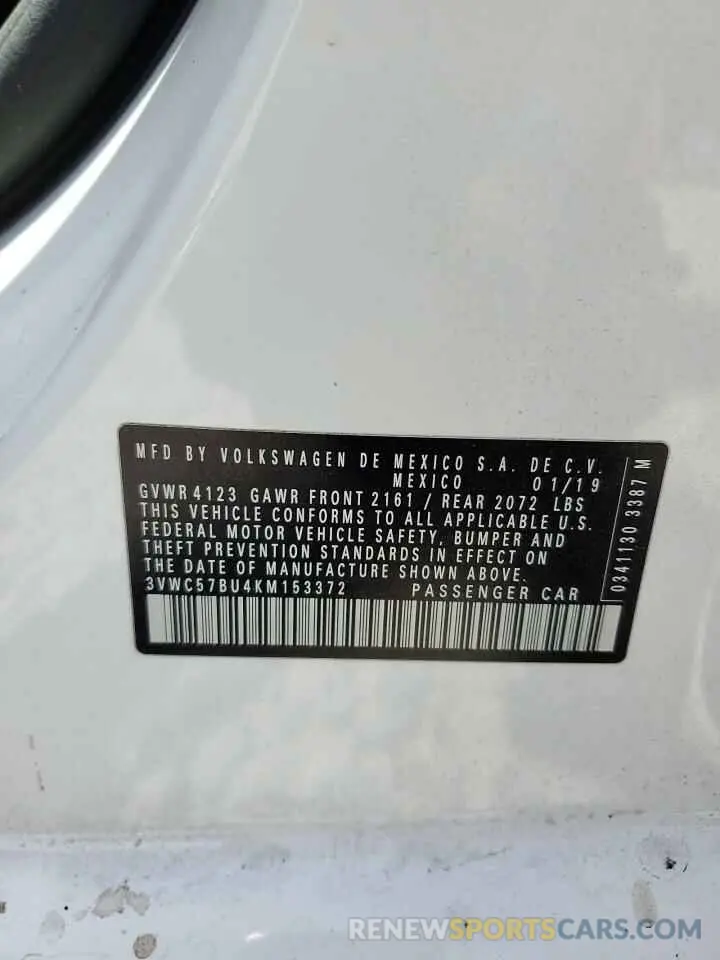 MFD BY VOLKSWAGEN DE MEXICO S.A. DE C.V.
MEXICO 01/19
GVWR 4123 GAWR FRONT 2161 / REAR 2072 LBS
THIS VEHICLE CONFORMS TO ALL APPLICABLE U.S.
FEDERAL MOTOR VEHICLE SAFETY, BUMPER AND
THEFT PREVENTION STANDARDS IN EFFECT ON
THE DATE OF MANUFACTURE SHOWN ABOVE.
3VWC57BU4KM153372 PASSENGER CAR
0341130 3387 M
RENEWSPORTSCARS.COM